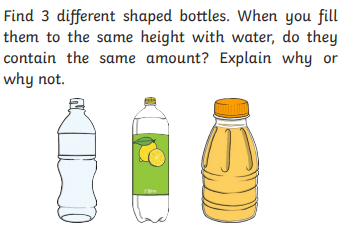 Find 3 different shaped bottles. When you fill
them to the same height with water, do they
contain the same amount? Explain why or
why not.